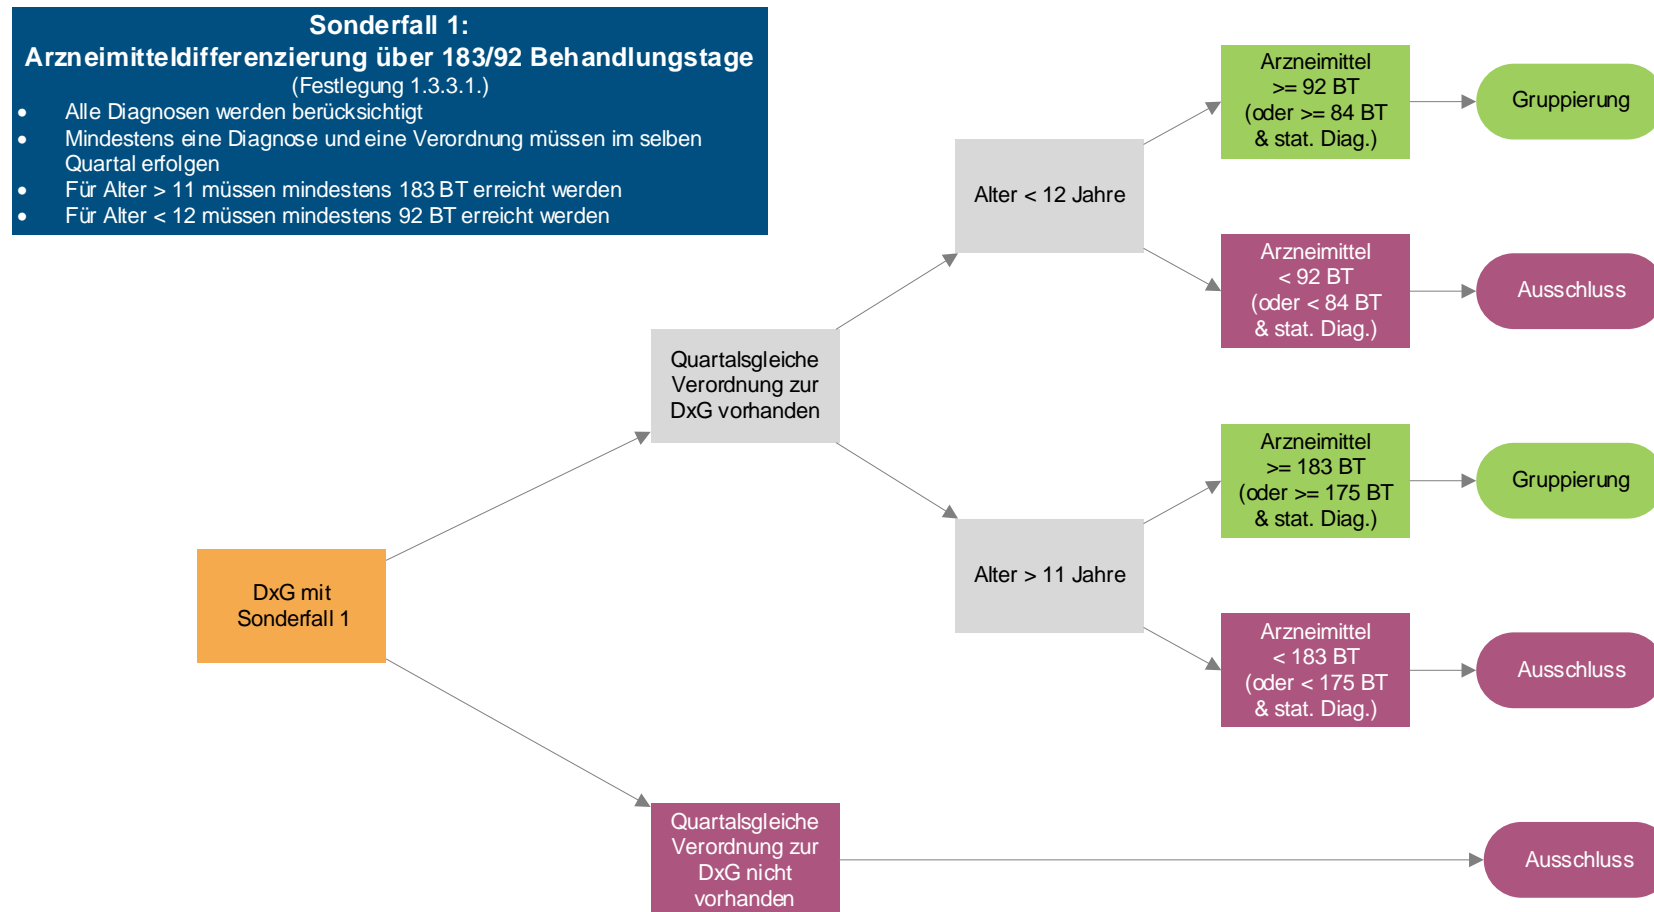 Sonderfall 1:
Arzneimitteldifferenzierung über 183/92 Behandlungstage
(Festlegung 1.3.3.1.)
• Alle Diagnosen werden berücksichtigt
• Mindestens eine Diagnose und eine Verordnung müssen im selben
Quartal erfolgen
• Für Alter > 11 müssen mindestens 183 BT erreicht werden
• Für Alter < 12 müssen mindestens 92 BT erreicht werden
Arzneimittel
>= 92 BT
(oder >= 84 BT
& stat. Diag.)
Gruppierung
Alter < 12 Jahre
Arzneimittel
< 92 BT
(oder < 84 BT
& stat. Diag.)
Ausschluss
Quartalsgleiche
Verordnung zur
DxG vorhanden
Arzneimittel
>= 183 BT
(oder >= 175 BT
& stat. Diag.)
Gruppierung
Alter > 11 Jahre
DxG mit
Sonderfall 1
Arzneimittel
< 183 BT
(oder < 175 BT
& stat. Diag.)
Ausschluss
Quartalsgleiche
Verordnung zur
DxG nicht
vorhanden
Ausschluss